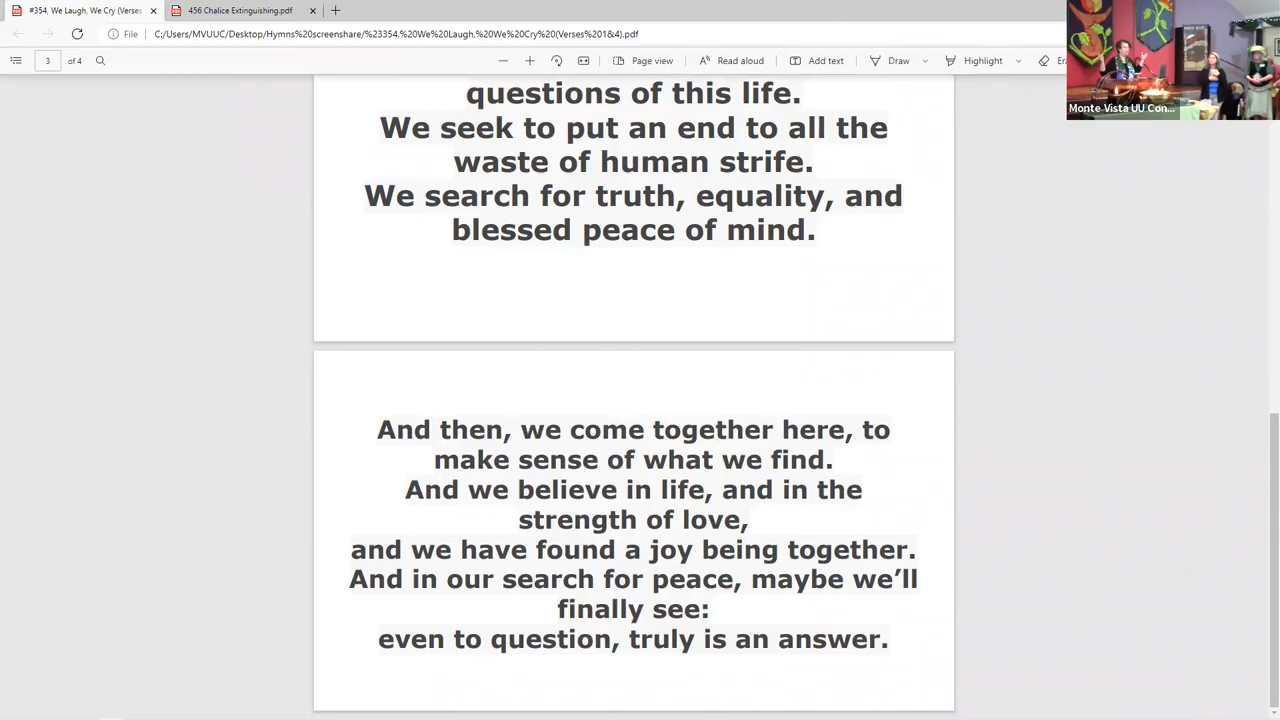 #354, We Laugh, We Cry (Verses
456 Chalice Extinguishing.pdf
File C:/Users/MVUUC/Desktop/Hymns%20screenshare/%23354.%20We%20Laugh.%20We%20Cry%20(Verses%201&4).pdf
3 of 4 Page view Read aloud Add text Draw Highlight
Monte Vista UU Con...
questions of this life.
We seek to put an end to all the
waste of human strife.
We search for truth, equality, and
blessed peace of mind.
And then, we come together here, to
make sense of what we find.
And we believe in life, and in the
strength of love,
and we have found a joy being together.
And in our search for peace, maybe we’ll
finally see:
even to question, truly is an answer.